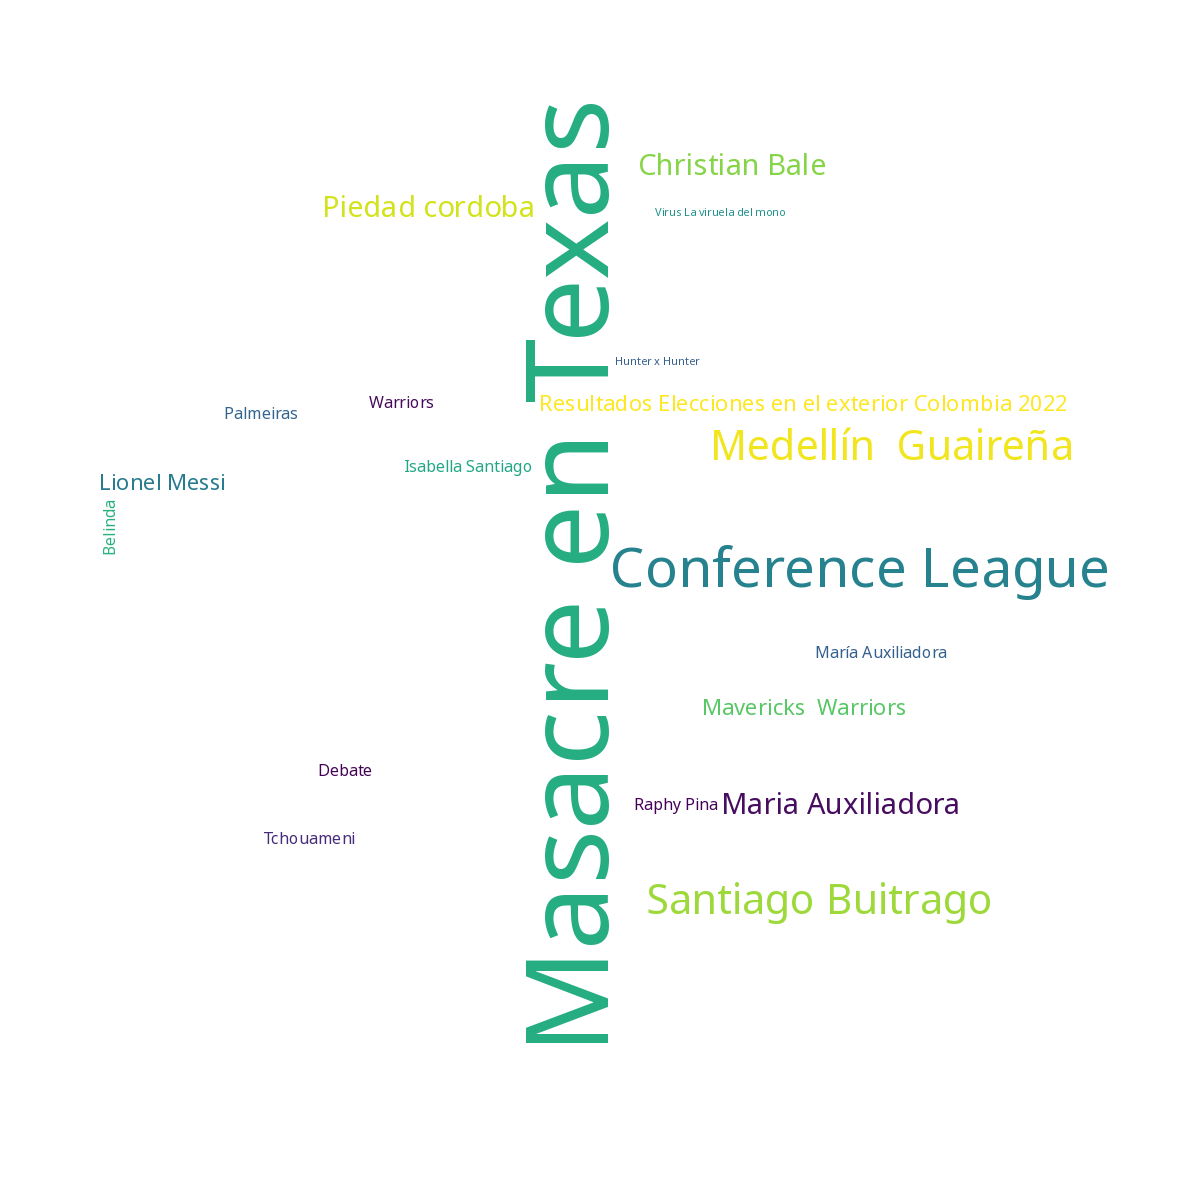 Masacre en Texas
Christian Bale
Piedad cordoba
Virus La viruela del mono
Hunter x Hunter
Warriors
Resultados Elecciones en el exterior Colombia 2022
Palmeiras
Medellín  Guaireña
Isabella Santiago
Lionel Messi
Belinda
Conference League
María Auxiliadora
Mavericks  Warriors
Debate
Raphy Pina
Maria Auxiliadora
Tchouameni
Santiago Buitrago